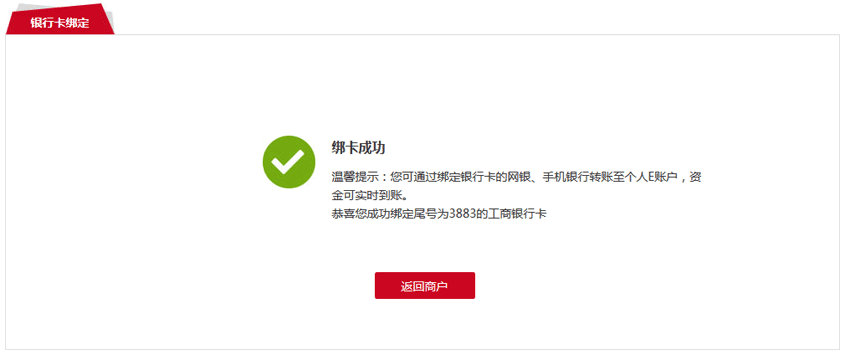 银行卡绑定
绑卡成功
温馨提示：您可通过绑定银行卡的网银、手机银行转账至个人E账户，资
金可实时到账。
恭喜您成功绑定尾号为3883的工商银行卡
返回商户